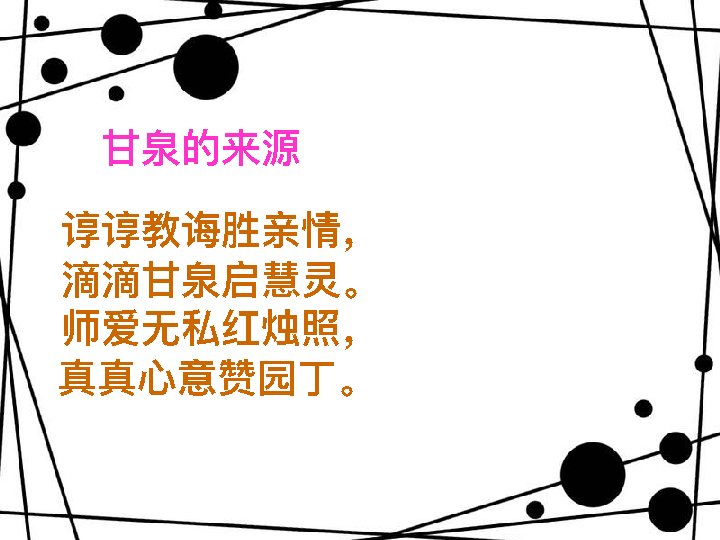 甘泉的来源
谆谆教诲胜亲情，
滴滴甘泉启慧灵。
师爱无私红烛照，
真真心意赞园丁。